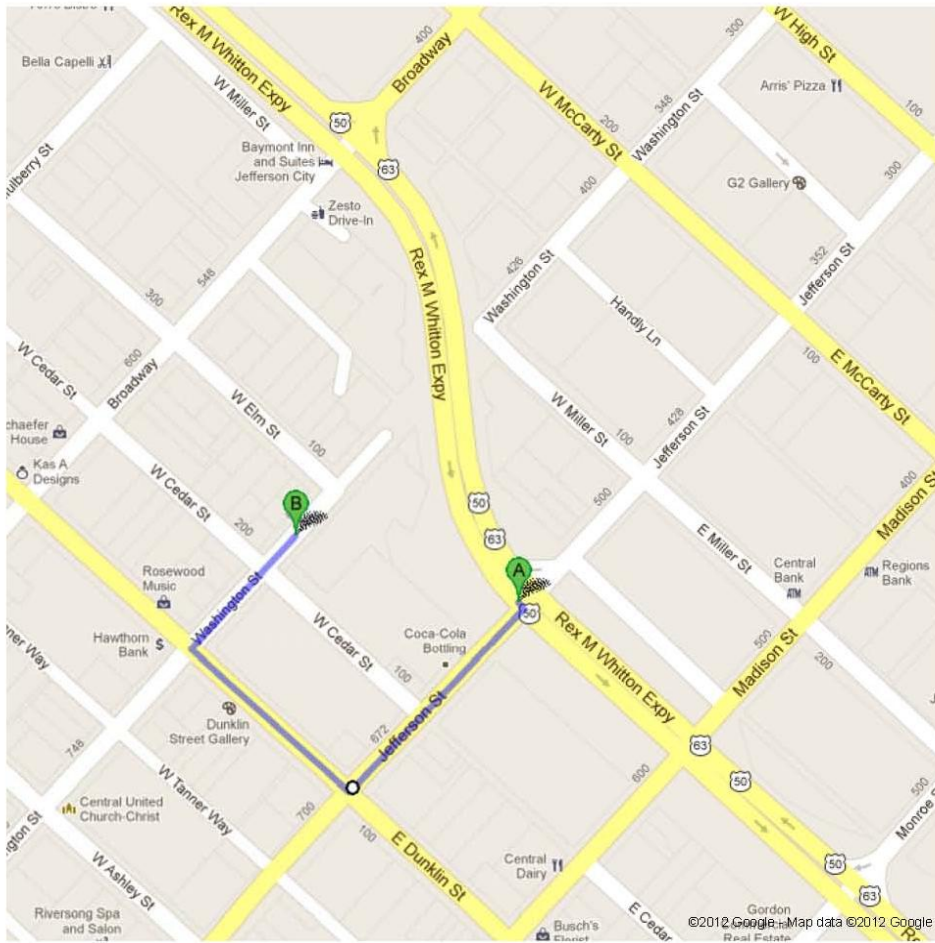 Rex M Whitton Expy
400
Broadway
300
W High St
Bella Capelli
W Miller St
50
W McCarty St
200
348
Washington St
Arris' Pizza
100
Baymont Inn
and Suites
Jefferson City
63
G2 Gallery
300
400
Zesto
Drive-In
Rex M Whitton Expy
426
Washington St
352
Jefferson St
548
300
Handly Ln
100
E McCarty St
W Cedar St
600
Broadway
W Elm St
100
W Miller St
100
428
Jefferson St
House
Kas A
Designs
W Cedar St
200
B
50
63
500
400
Madison St
E Miller St
Central
Bank
ATM
ATM
Regions
Bank
A
50
Rosewood
Music
Washington St
Hawthorn
Bank
$
W Cedar St
100
Coca-Cola
Bottling
Rex M Whitton Expy
500
Madison St
200
Dunklin
Street Gallery
672
Jefferson St
63
50
748
W Tanner Way
700
100
E Dunklin St
600
500
Central United
Church-Christ
W Ashley St
Central
Dairy
50
63
E Cedar
Riversong Spa
and Salon
Busch's
Florist
Gordon
Commercial
Real Estate
©2012 Google - Map data ©2012 Google